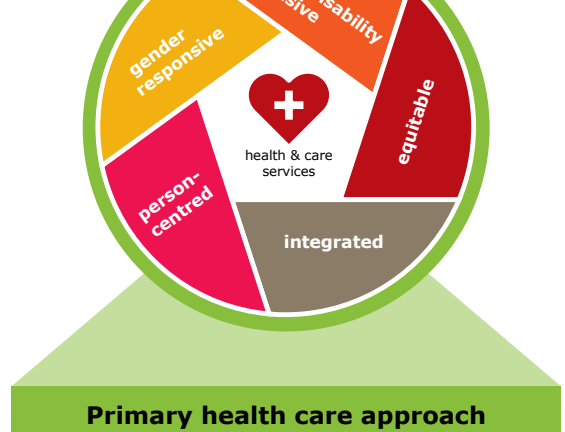 gender
responsive
equitable
health & care
services
person-
centred
integrated
Primary health care approach